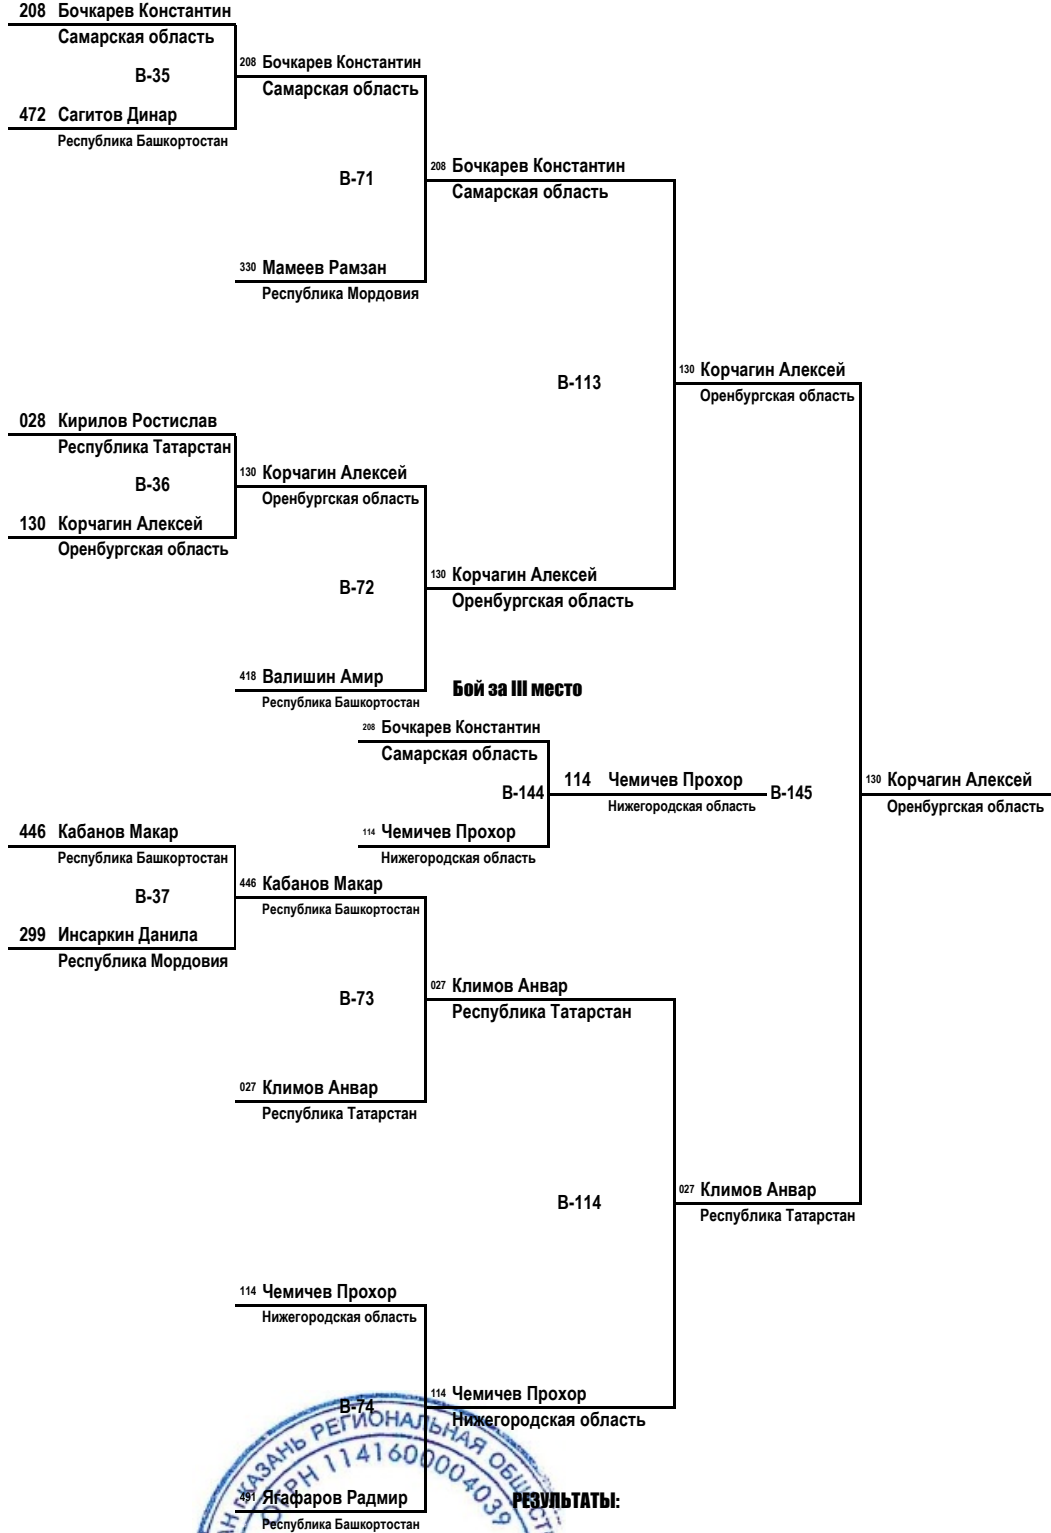 208 Бочкарев Константин
Самарская область
208 Бочкарев Константин
B-35
Самарская область
472 Сагитов Динар
Республика Башкортостан
208 Бочкарев Константин
B-71
Самарская область
330 Мамеев Рамзан
Республика Мордовия
130 Корчагин Алексей
B-113
Оренбургская область
028 Кирилов Ростислав
Республика Татарстан
130 Корчагин Алексей
B-36
Оренбургская область
130 Корчагин Алексей
Оренбургская область
130 Корчагин Алексей
B-72
Оренбургская область
418 Валишин Амир
Республика Башкортостан
Бой за III место
208 Бочкарев Константин
Самарская область
114 Чемичев Прохор
B-144
B-145
Нижегородская область
130 Корчагин Алексей
Оренбургская область
114 Чемичев Прохор
Нижегородская область
446 Кабанов Макар
Республика Башкортостан
446 Кабанов Макар
B-37
Республика Башкортостан
299 Инсаркин Данила
Республика Мордовия
027 Климов Анвар
B-73
Республика Татарстан
027 Климов Анвар
Республика Татарстан
027 Климов Анвар
B-114
Республика Татарстан
114 Чемичев Прохор
Нижегородская область
114 Чемичев Прохор
B-74
Нижегородская область
КАЗАНЬ РЕГИОНАЛЬНАЯ
ОГРН 1141600004039
491 Ягафаров Радмир
Республика Башкортостан
РЕЗУЛЬТАТЫ: